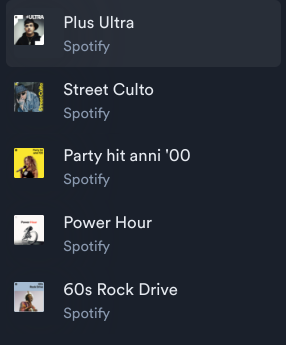 Plus Ultra
Spotify
Street Culto
Spotify
Party hit anni '00
Spotify
Power Hour
Spotify
60s Rock Drive
Spotify